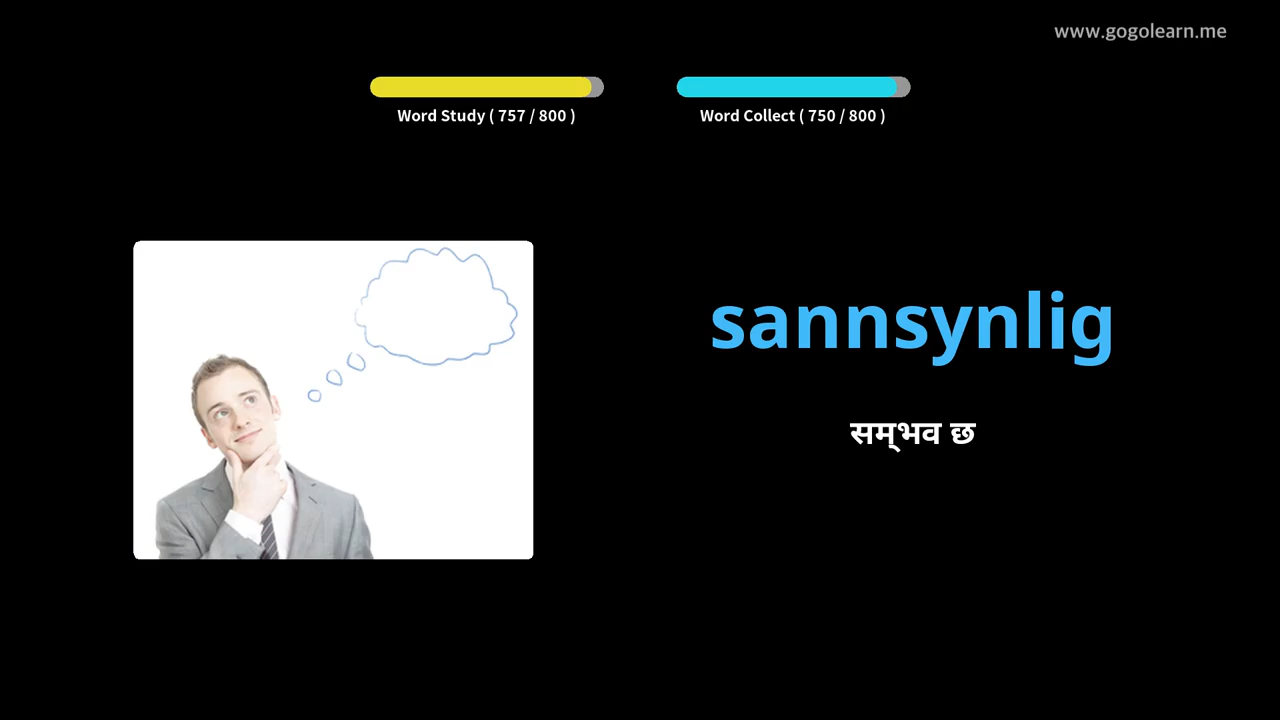 www.gogolearn.me
Word Study ( 757 / 800 )
Word Collect ( 750 / 800 )
sannsynlig
सम्‌भव छ